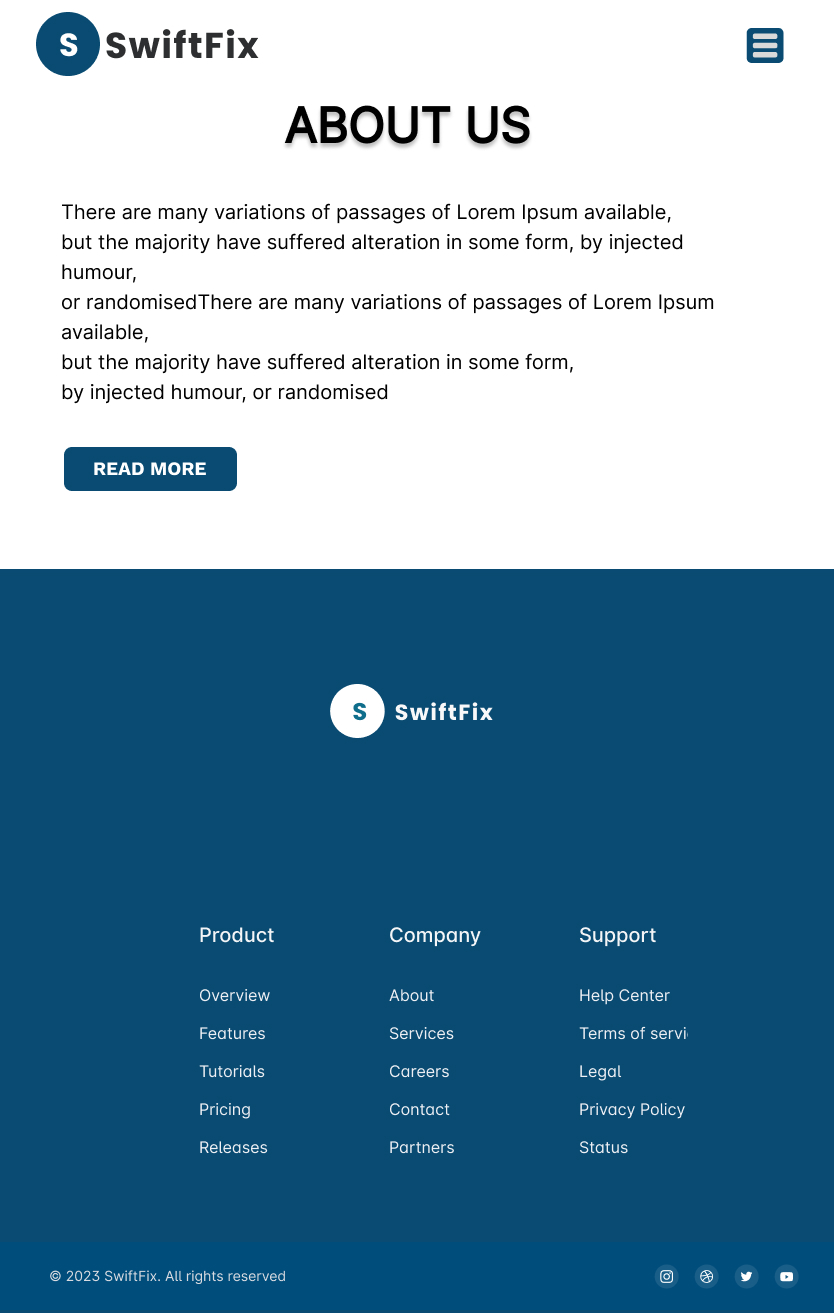 S SwiftFix
ABOUT US
There are many variations of passages of Lorem Ipsum available,
but the majority have suffered alteration in some form, by injected
humour,
or randomisedThere are many variations of passages of Lorem Ipsum
available,
but the majority have suffered alteration in some form,
by injected humour, or randomised
READ MORE
S SwiftFix
Product
Overview
Features
Tutorials
Pricing
Releases
Company
About
Services
Careers
Contact
Partners
Support
Help Center
Terms of servi
Legal
Privacy Policy
Status
© 2023 SwiftFix. All rights reserved